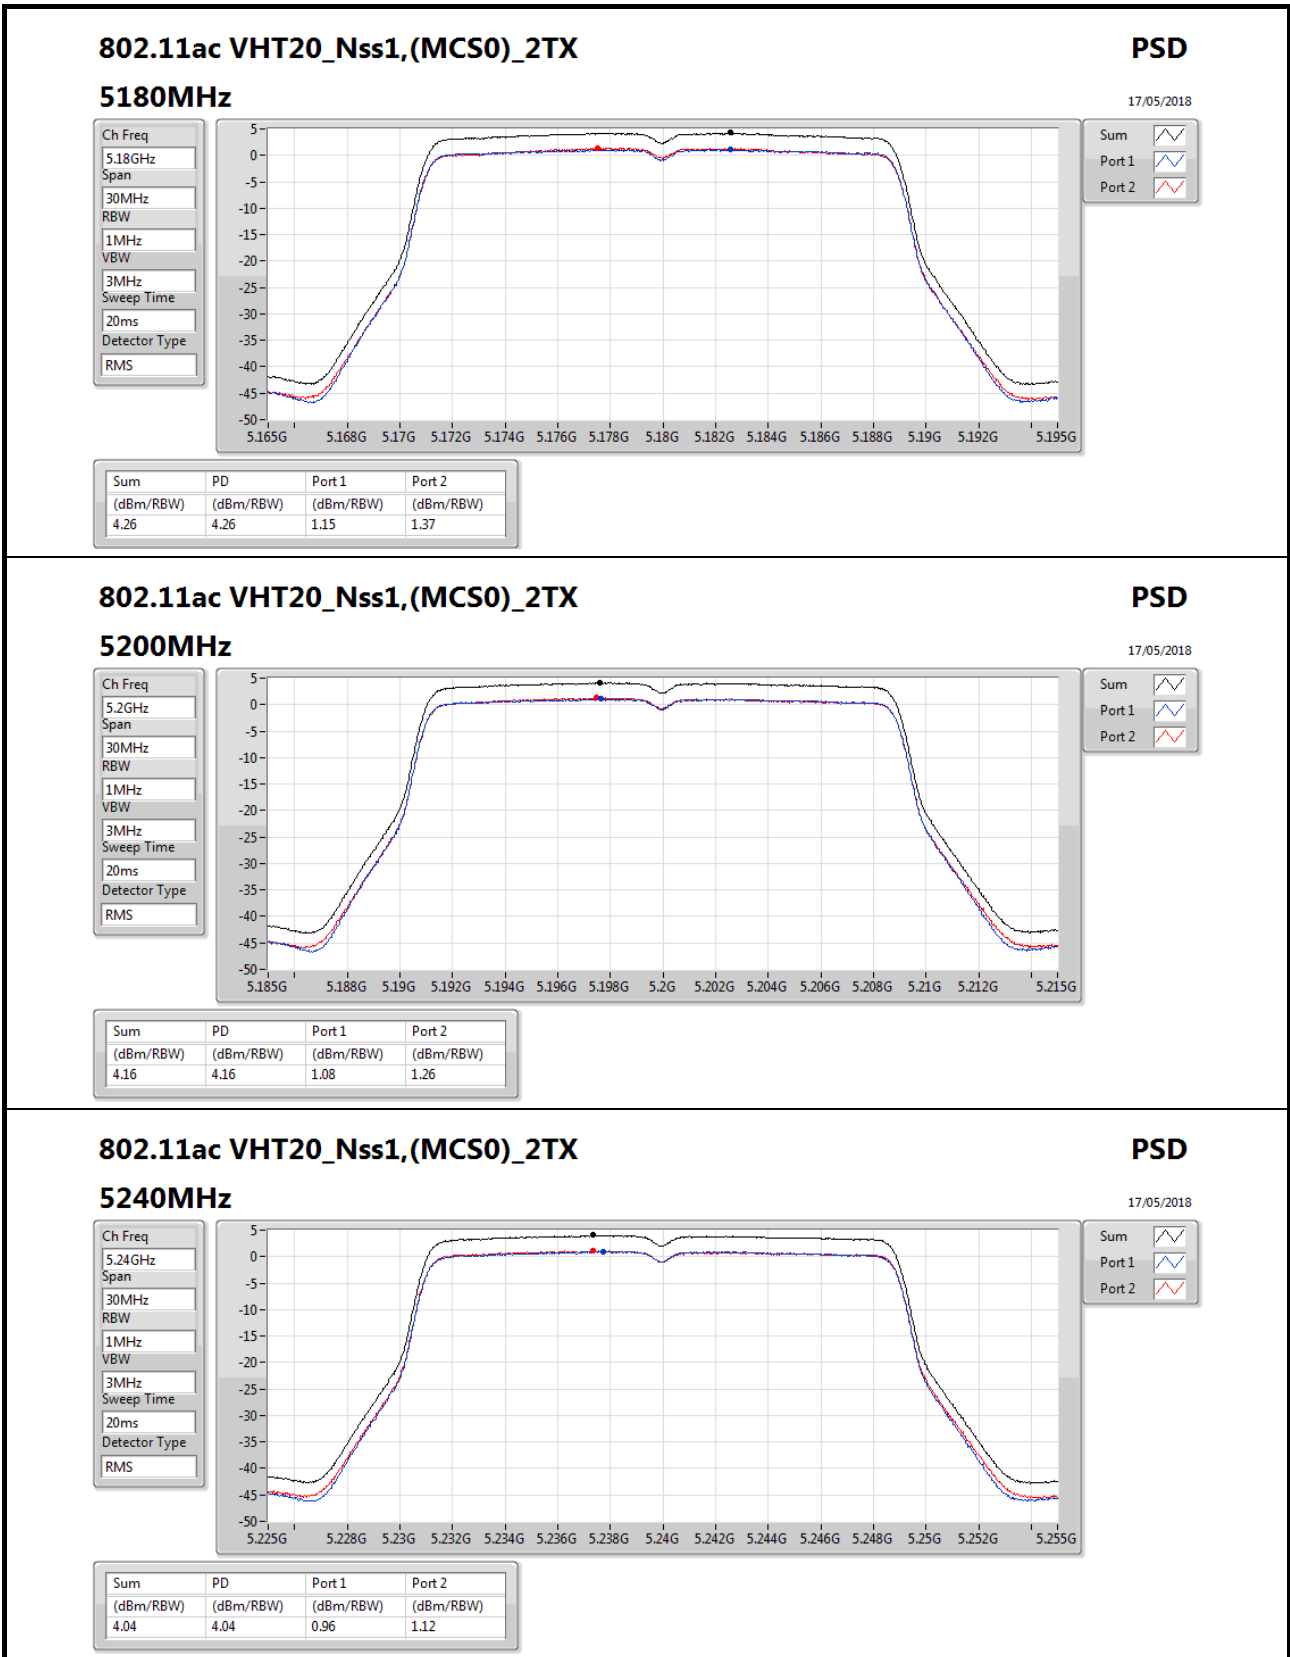 802.11ac VHT20_Nss1,(MCS0)_2TX PSD
5180MHz 17/05/2018
Ch Freq
5.18GHz
Span
30MHz
RBW
1MHz
VBW
3MHz
Sweep Time
20ms
Detector Type
RMS
5
0
-5
-10
-15
-20
-25
-30
-35
-40
-45
-50
5.165G 5.168G 5.17G 5.172G 5.174G 5.176G 5.178G 5.18G 5.182G 5.184G 5.186G 5.188G 5.19G 5.192G 5.195G
Sum
Port 1
Port 2
Sum PD Port 1 Port 2
(dBm/RBW) (dBm/RBW) (dBm/RBW) (dBm/RBW)
4.26 4.26 1.15 1.37
802.11ac VHT20_Nss1,(MCS0)_2TX PSD
5200MHz 17/05/2018
Ch Freq
5.2GHz
Span
30MHz
RBW
1MHz
VBW
3MHz
Sweep Time
20ms
Detector Type
RMS
5
0
-5
-10
-15
-20
-25
-30
-35
-40
-45
-50
5.185G 5.188G 5.19G 5.192G 5.194G 5.196G 5.198G 5.2G 5.202G 5.204G 5.206G 5.208G 5.21G 5.212G 5.215G
Sum
Port 1
Port 2
Sum PD Port 1 Port 2
(dBm/RBW) (dBm/RBW) (dBm/RBW) (dBm/RBW)
4.16 4.16 1.08 1.26
802.11ac VHT20_Nss1,(MCS0)_2TX PSD
5240MHz 17/05/2018
Ch Freq
5.24GHz
Span
30MHz
RBW
1MHz
VBW
3MHz
Sweep Time
20ms
Detector Type
RMS
5
0
-5
-10
-15
-20
-25
-30
-35
-40
-45
-50
5.225G 5.228G 5.23G 5.232G 5.234G 5.236G 5.238G 5.24G 5.242G 5.244G 5.246G 5.248G 5.25G 5.252G 5.255G
Sum
Port 1
Port 2
Sum PD Port 1 Port 2
(dBm/RBW) (dBm/RBW) (dBm/RBW) (dBm/RBW)
4.04 4.04 0.96 1.12